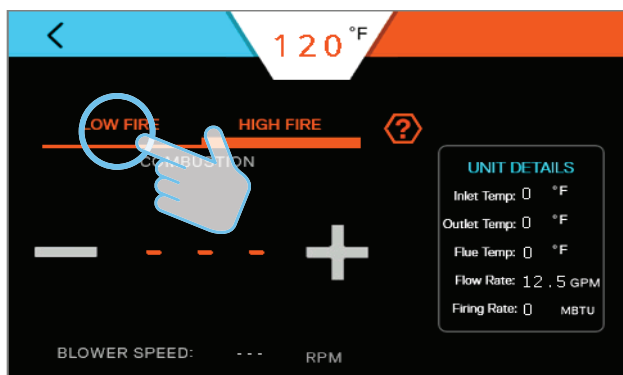 120 °F
LOW FIRE HIGH FIRE ?
COMBUSTION
- - -
UNIT DETAILS
Inlet Temp: 0 °F
Outlet Temp: 0 °F
Flue Temp: 0 °F
Flow Rate: 12.5 GPM
Firing Rate: 0 MBTU
BLOWER SPEED: --- RPM